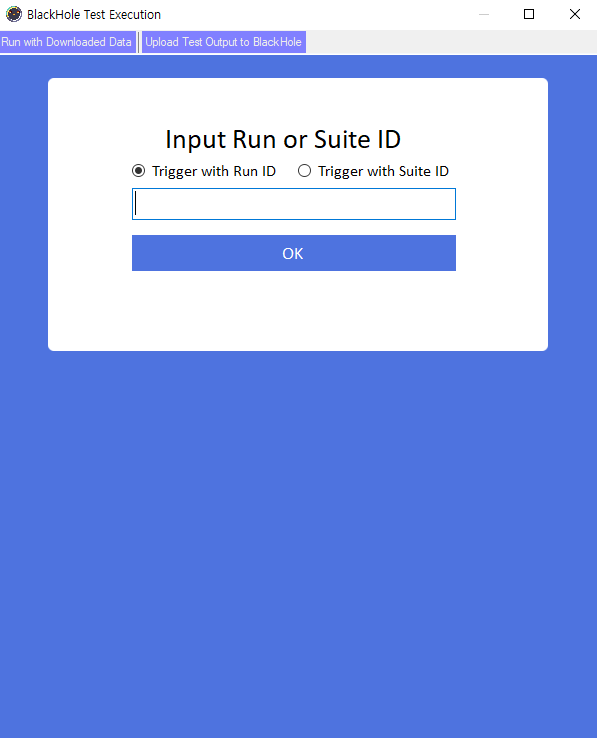 BlackHole Test Execution
Run with Downloaded Data Upload Test Output to BlackHole
Input Run or Suite ID
Trigger with Run ID Trigger with Suite ID
OK